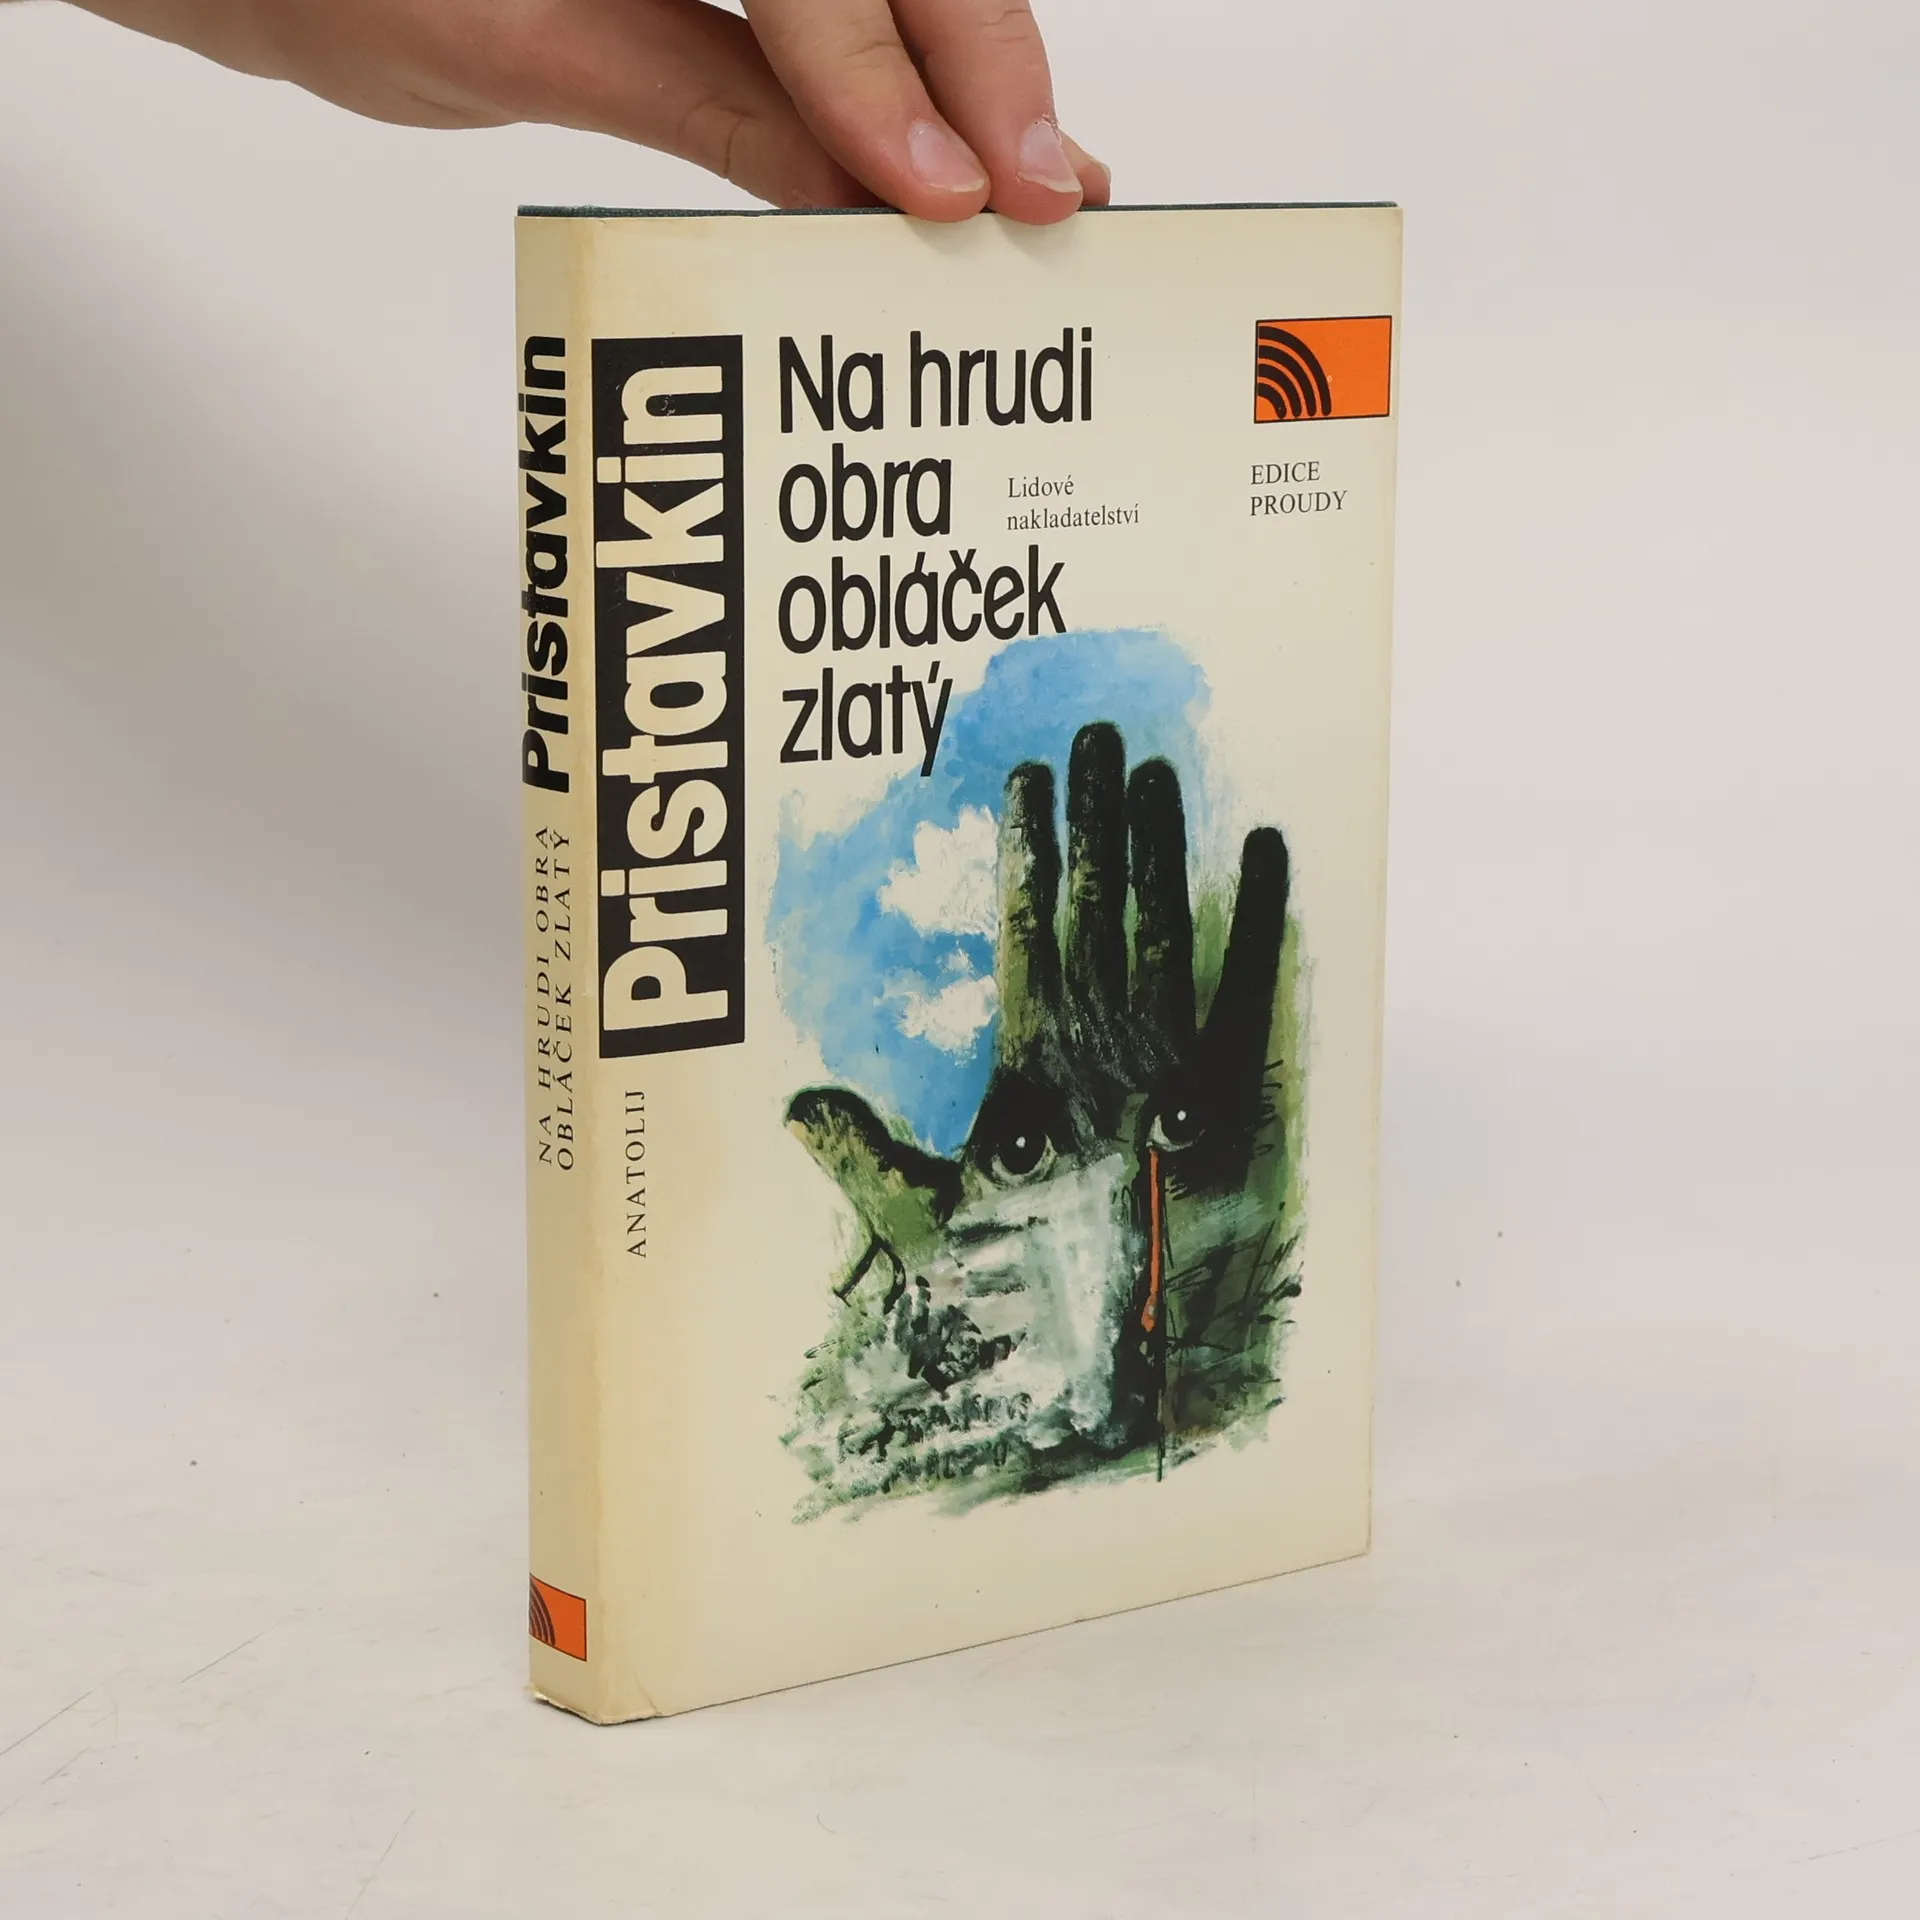 Pristavkin
NA HRUDI OBRA
OBLÁČEK ZLATÝ
ANATOLIJ
Pristavkin
Na hrudi
obra
obláček
zlatý
Lidové
nakladatelství
EDICE
PROUDY